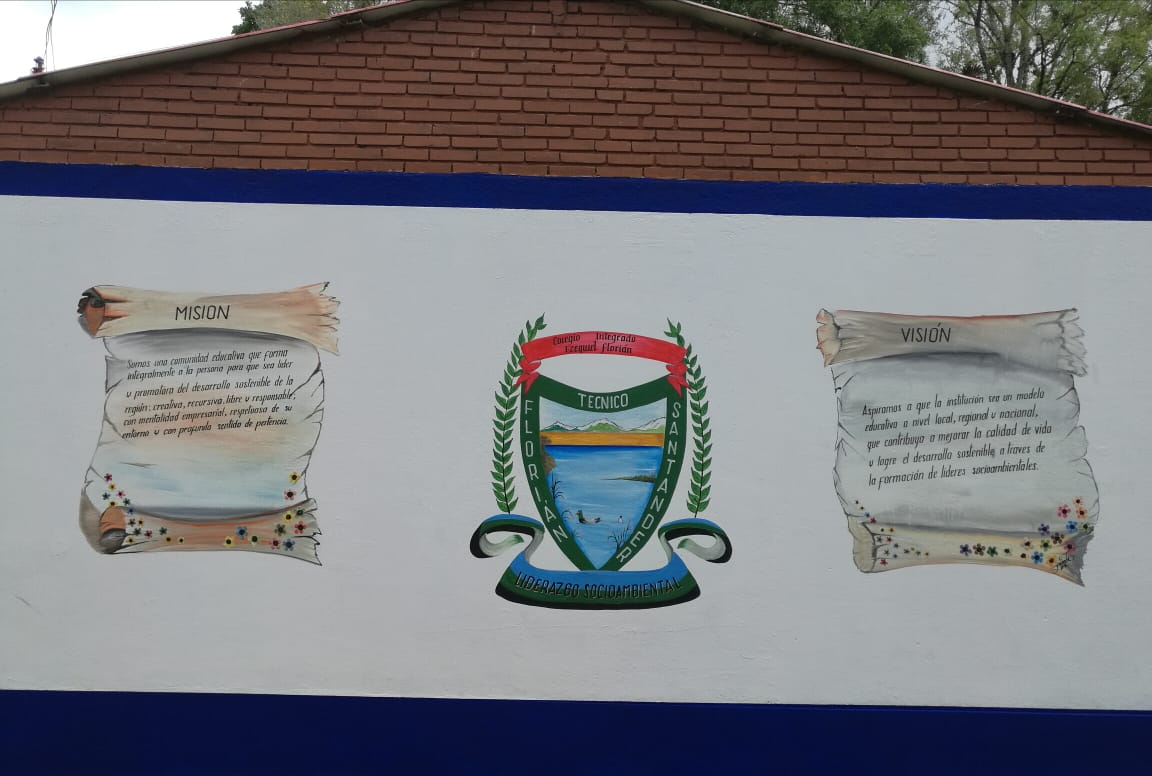 MISION
Somos una comunidad educativa que forma
integralmente a la persona para que sea lider
y promotora del desarrollo sostenible de la
región; creativa, recursiva, libre y responsable,
con mentalidad empresarial, respetuosa de su
entorno y con profundo sentido de pertencia.
Colegio Integrado
Ezequiel Florián
TECNICO
FLORIAN
SANTANDER
LIDERAZGO SOCIOAMBIENTAL
VISIÓN
Aspiramos a que la institución sea un modelo
educativo a nivel local, regional y nacional,
que contribuya a mejorar la calidad de vida
y logre el desarrollo sostenible a traves de
la formación de lideres socioambientales.